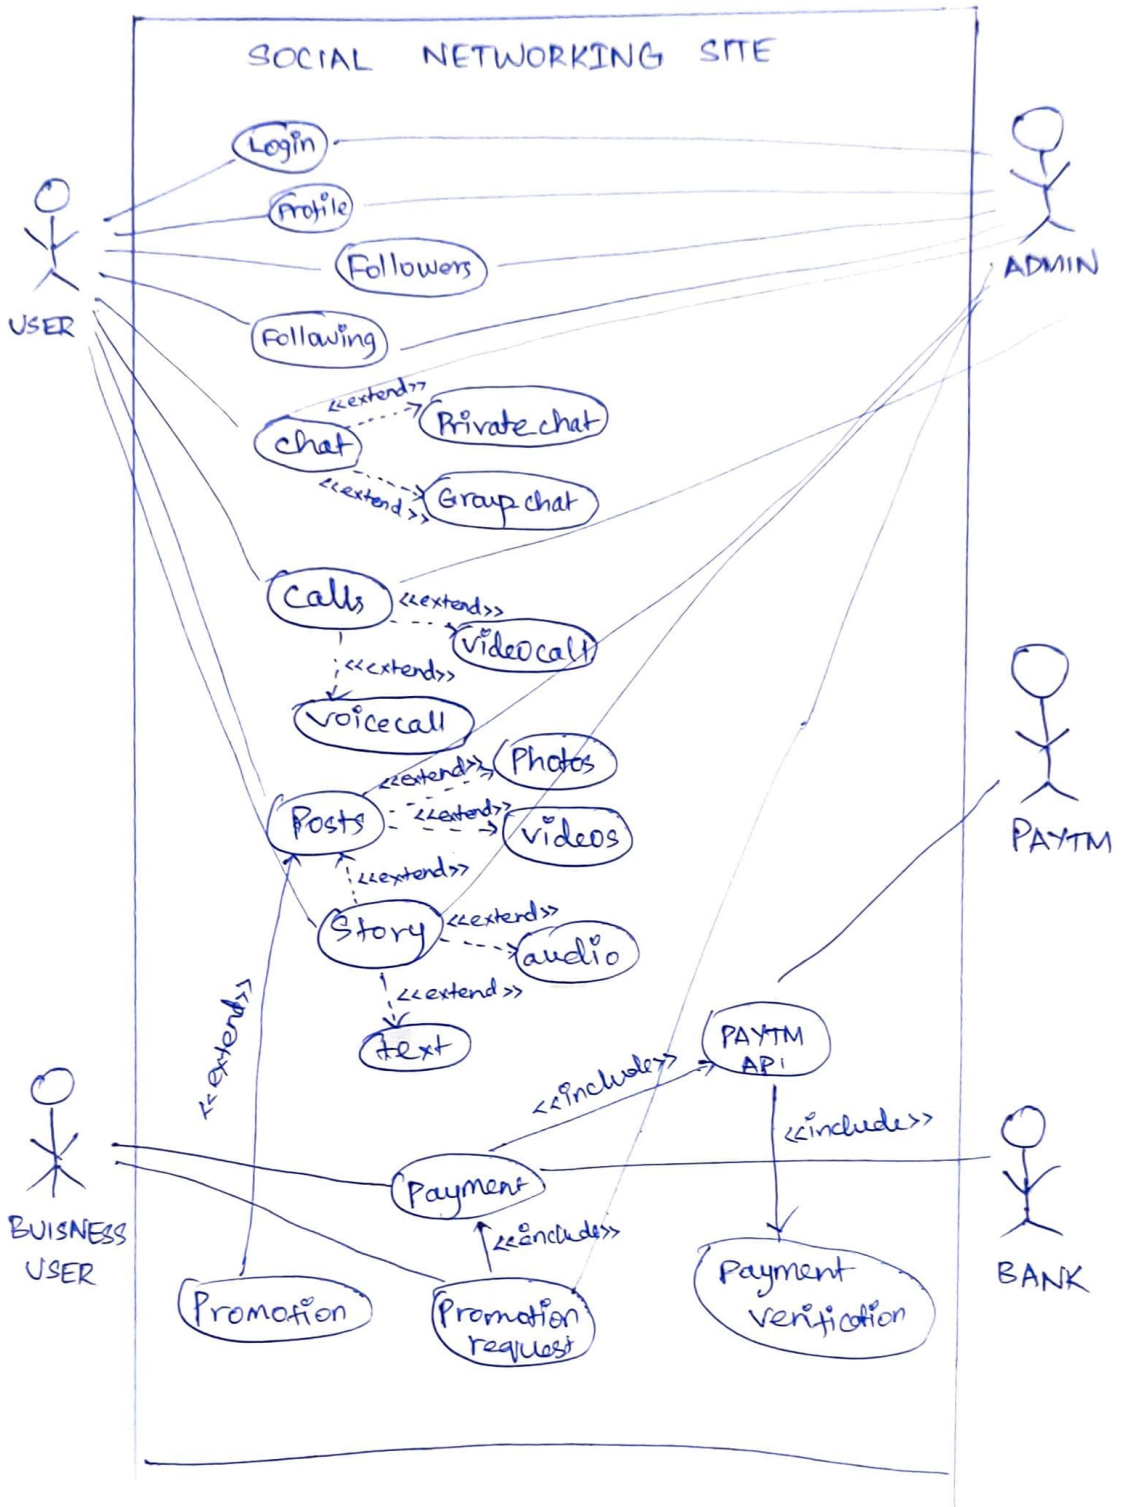 SOCIAL NETWORKING SITE
Login
Profile
Followers
ADMIN
USER
Following
<<extend>>
Private chat
chat
<<extend>>
Group chat
calls
<<extend>>
videocall
<<extend>>
voicecall
<<extend>>
Photos
Posts
<<extend>>
videos
PAYTM
<<extend>>
Story
<<extend>>
audio
<<extend>>
text
<<extend>>
PAYTM
API
<<include>>
<<include>>
Payment
<<include>>
BUISNESS
USER
BANK
Promotion
Promotion
request
Payment
verification